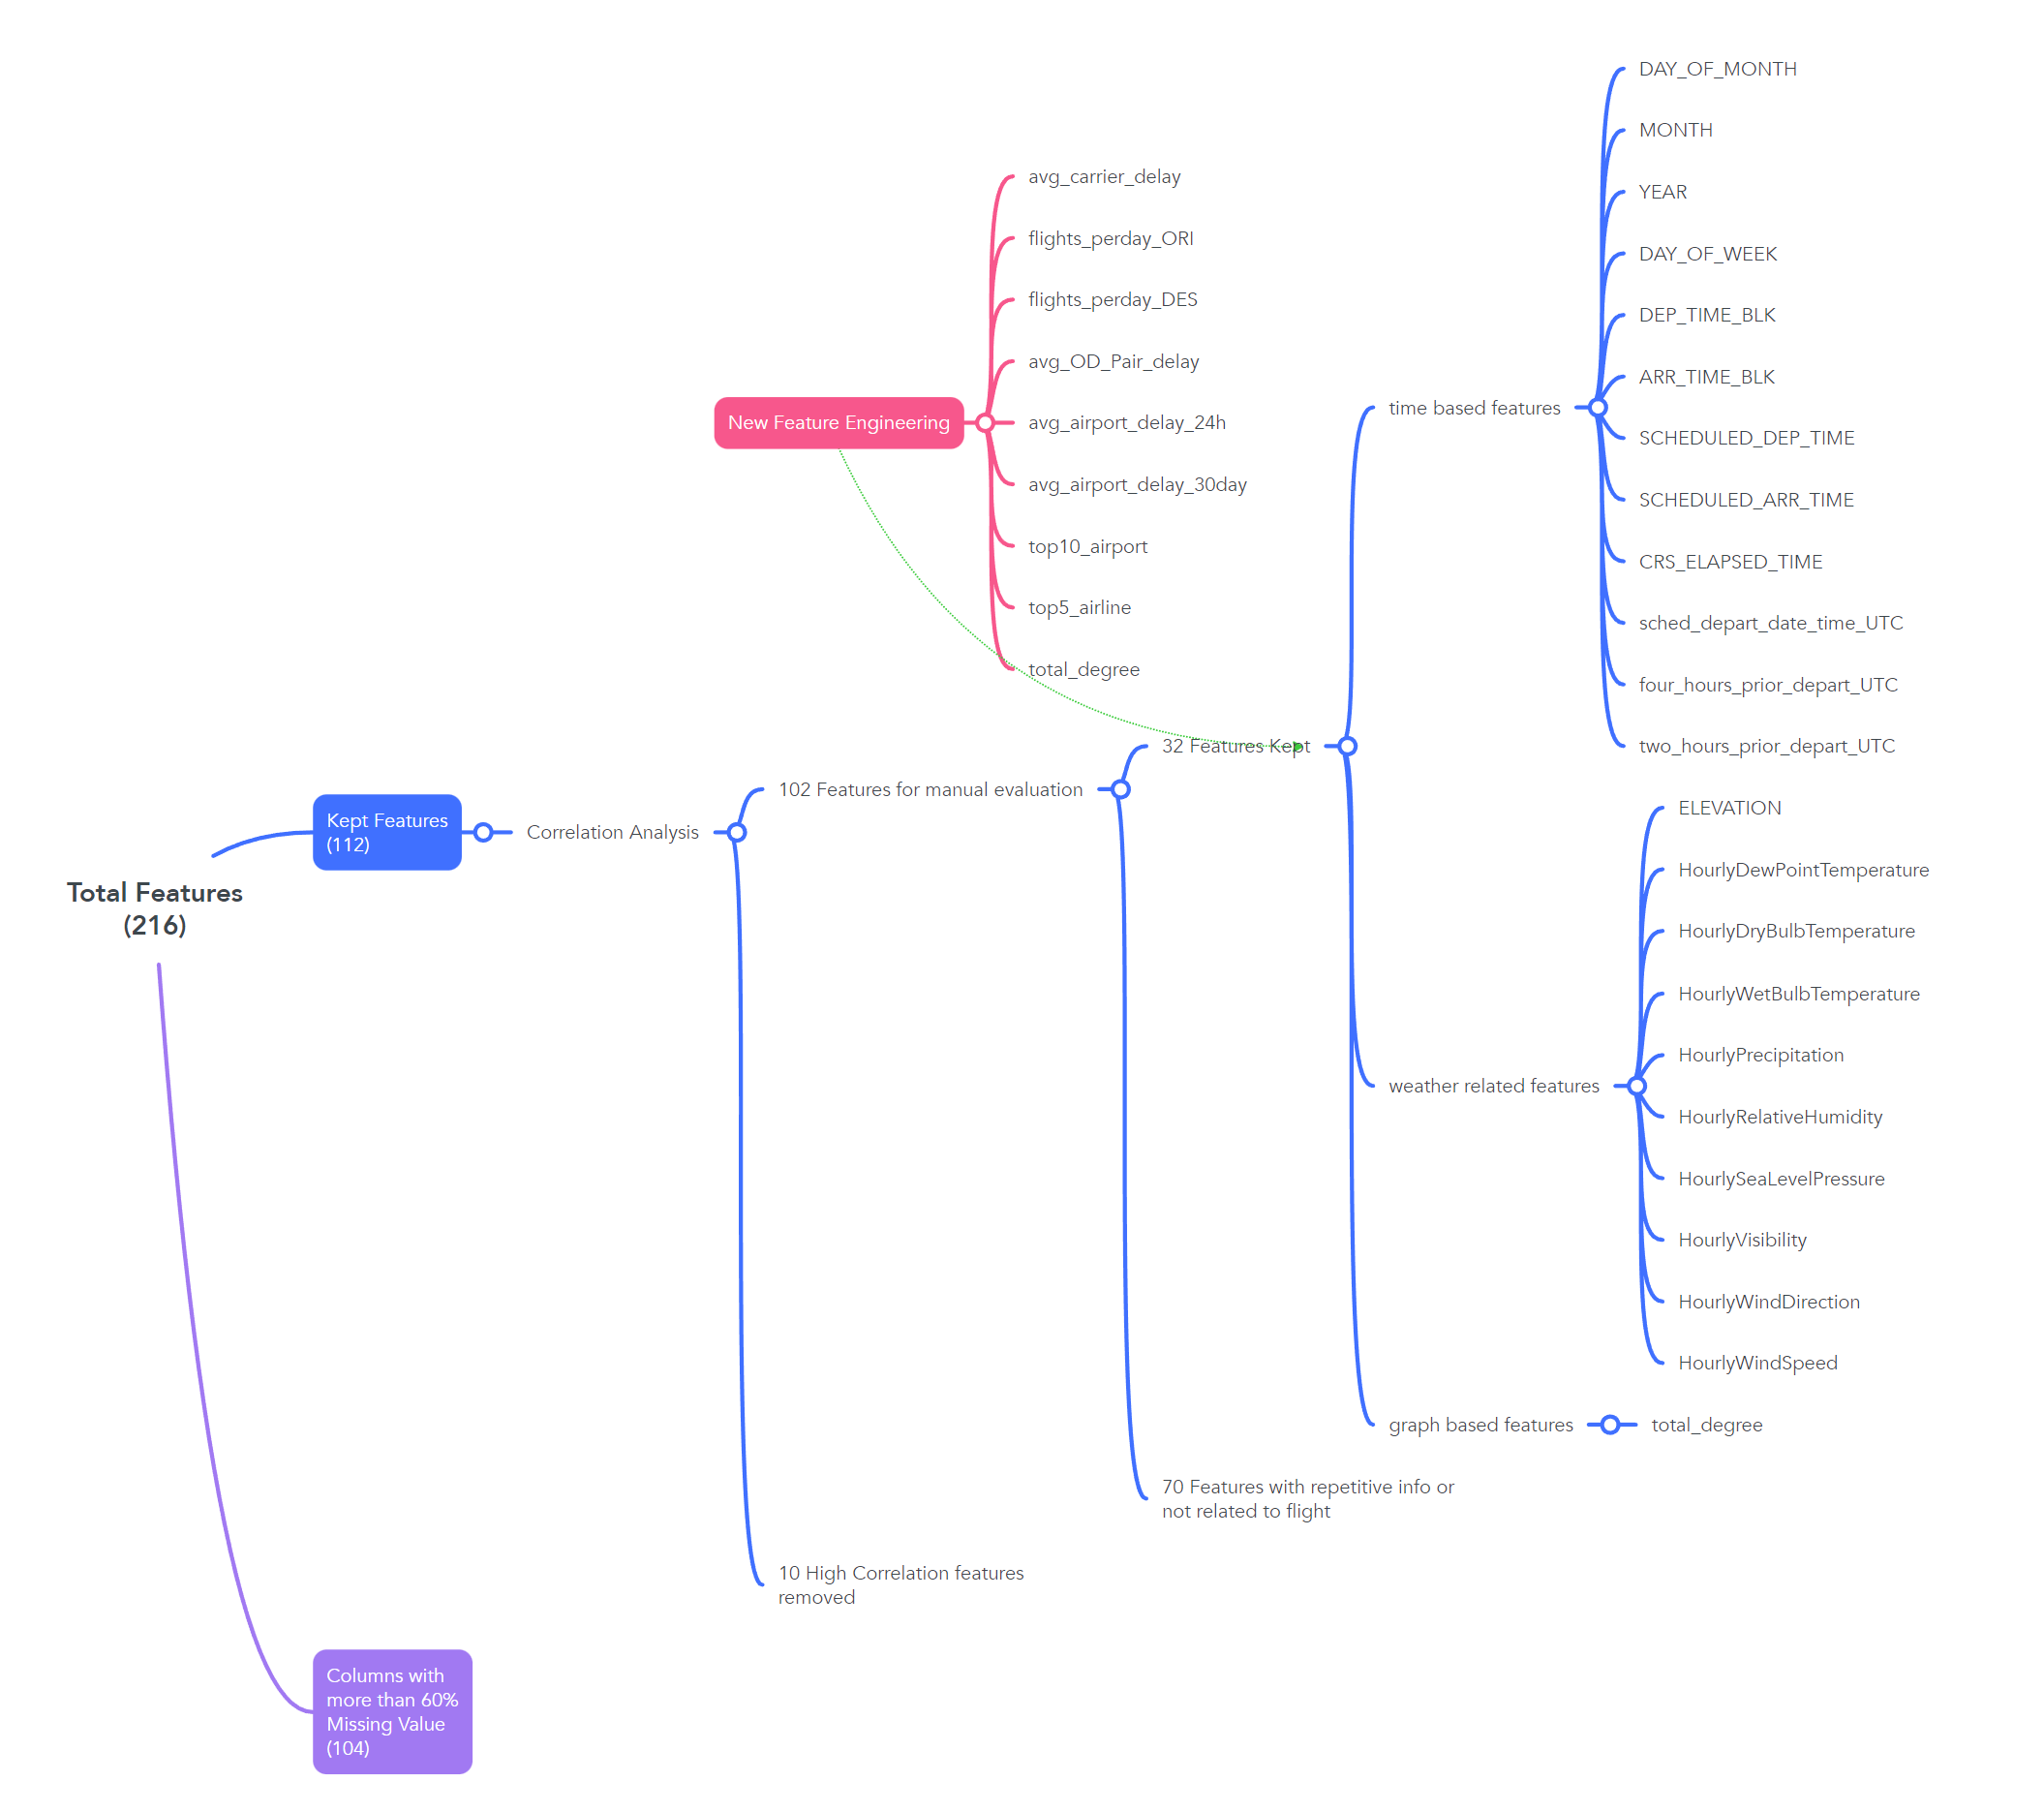 Total Features
(216)
Kept Features
(112)
Correlation Analysis
102 Features for manual evaluation
32 Features Kept
time based features
DAY_OF_MONTH
MONTH
YEAR
DAY_OF_WEEK
DEP_TIME_BLK
ARR_TIME_BLK
SCHEDULED_DEP_TIME
SCHEDULED_ARR_TIME
CRS_ELAPSED_TIME
sched_depart_date_time_UTC
four_hours_prior_depart_UTC
two_hours_prior_depart_UTC
weather related features
ELEVATION
HourlyDewPointTemperature
HourlyDryBulbTemperature
HourlyWetBulbTemperature
HourlyPrecipitation
HourlyRelativeHumidity
HourlySeaLevelPressure
HourlyVisibility
HourlyWindDirection
HourlyWindSpeed
graph based features
total_degree
70 Features with repetitive info or
not related to flight
10 High Correlation features
removed
Columns with
more than 60%
Missing Value
(104)
New Feature Engineering
avg_carrier_delay
flights_perday_ORI
flights_perday_DES
avg_OD_Pair_delay
avg_airport_delay_24h
avg_airport_delay_30day
top10_airport
top5_airline
total_degree